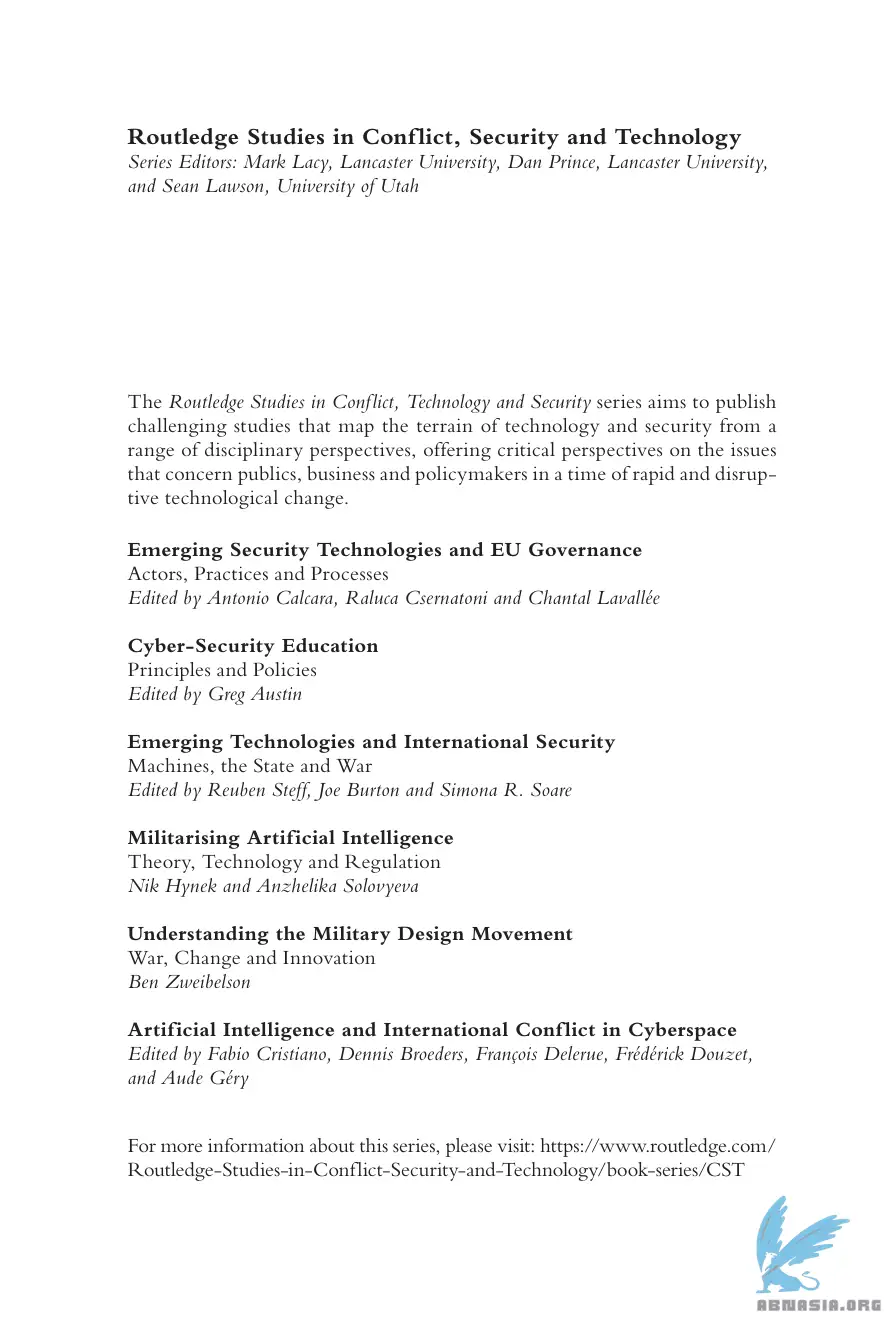 Routledge Studies in Conflict, Security and Technology
Series Editors: Mark Lacy, Lancaster University, Dan Prince, Lancaster University,
and Sean Lawson, University of Utah
The Routledge Studies in Conflict, Technology and Security series aims to publish
challenging studies that map the terrain of technology and security from a
range of disciplinary perspectives, offering critical perspectives on the issues
that concern publics, business and policymakers in a time of rapid and disrup-
tive technological change.
Emerging Security Technologies and EU Governance
Actors, Practices and Processes
Edited by Antonio Calcara, Raluca Csernatoni and Chantal Lavallée
Cyber-Security Education
Principles and Policies
Edited by Greg Austin
Emerging Technologies and International Security
Machines, the State and War
Edited by Reuben Steff, Joe Burton and Simona R. Soare
Militarising Artificial Intelligence
Theory, Technology and Regulation
Nik Hynek and Anzhelika Solovyeva
Understanding the Military Design Movement
War, Change and Innovation
Ben Zweibelson
Artificial Intelligence and International Conflict in Cyberspace
Edited by Fabio Cristiano, Dennis Broeders, François Delerue, Frédérick Douzet,
and Aude Géry
For more information about this series, please visit: https://www.routledge.com/
Routledge-Studies-in-Conflict-Security-and-Technology/book-series/CST
ABNASIA.ORG